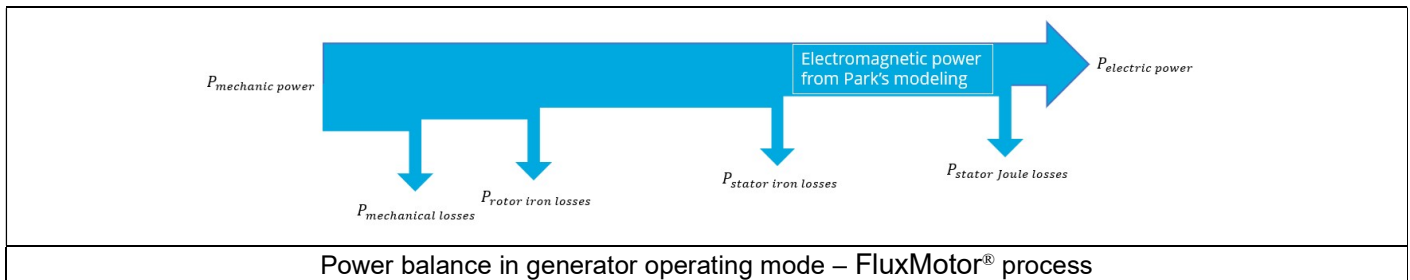 Electromagnetic power
from Park's modeling
P_mechanic power
P_electric power
P_mechanical losses
P_rotor iron losses
P_stator iron losses
P_stator Joule losses
Power balance in generator operating mode – FluxMotor® process